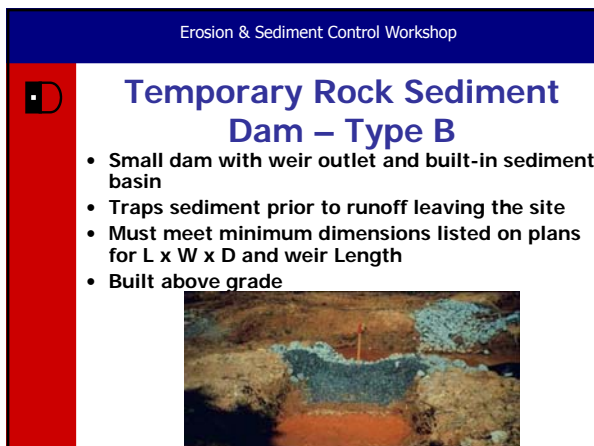 Erosion & Sediment Control Workshop
Temporary Rock Sediment
Dam – Type B
• Small dam with weir outlet and built-in sediment
basin
• Traps sediment prior to runoff leaving the site
• Must meet minimum dimensions listed on plans
for L x W x D and weir Length
• Built above grade